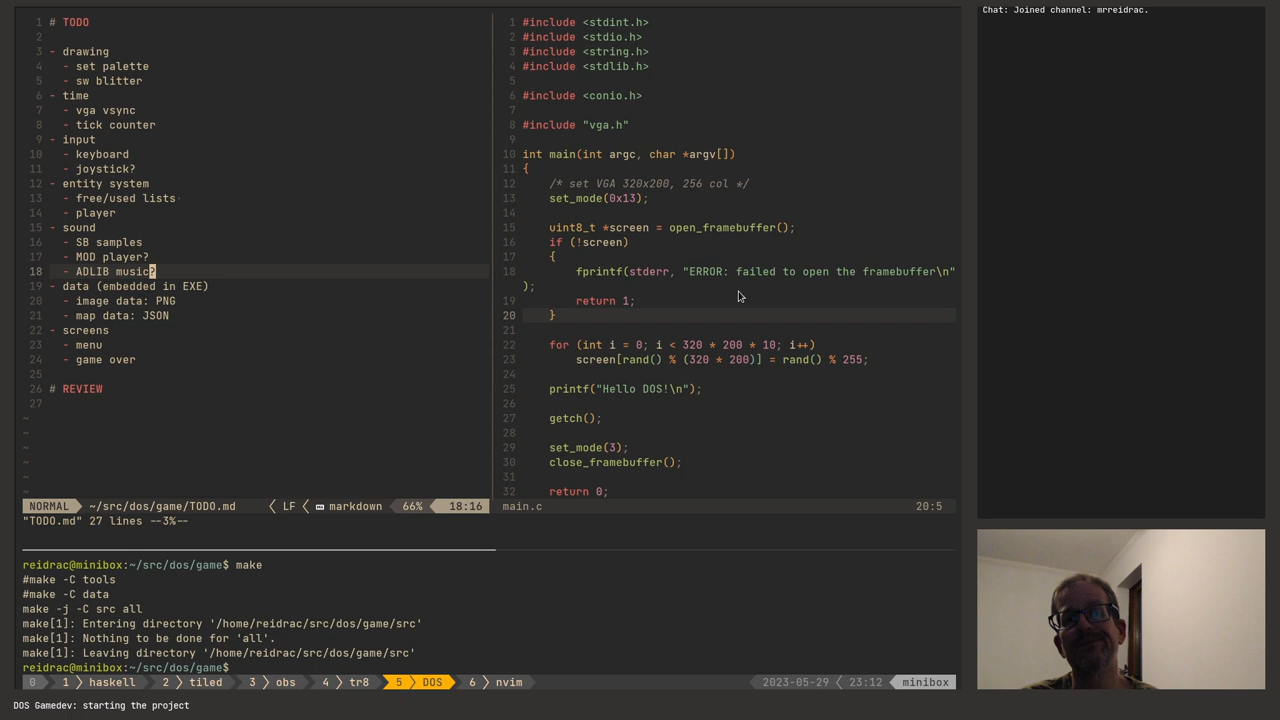 1 # TODO
2
3 - drawing
4   - set palette
5   - sw blitter
6 - time
7   - vga vsync
8   - tick counter
9 - input
10   - keyboard
11   - joystick?
12 - entity system
13   - free/used lists·
14   - player
15 - sound
16   - SB samples
17   - MOD player?
18   - ADLIB music?
19 - data (embedded in EXE)
20   - image data: PNG
21   - map data: JSON
22 - screens
23   - menu
24   - game over
25
26 # REVIEW
27
~
~
~
~
~
~
NORMAL ~/src/dos/game/TODO.md LF markdown 66% 18:16
"TODO.md" 27 lines --3%--
1 #include <stdint.h>
2 #include <stdio.h>
3 #include <string.h>
4 #include <stdlib.h>
5
6 #include <conio.h>
7
8 #include "vga.h"
9
10 int main(int argc, char *argv[])
11 {
12     /* set VGA 320x200, 256 col */
13     set_mode(0x13);
14
15     uint8_t *screen = open_framebuffer();
16     if (!screen)
17     {
18         fprintf(stderr, "ERROR: failed to open the framebuffer\n"
);
19         return 1;
20     }
21
22     for (int i = 0; i < 320 * 200 * 10; i++)
23         screen[rand() % (320 * 200)] = rand() % 255;
24
25     printf("Hello DOS!\n");
26
27     getch();
28
29     set_mode(3);
30     close_framebuffer();
31
32     return 0;
main.c 20:5
reidrac@minibox:~/src/dos/game$ make
#make -C tools
#make -C data
make -j -C src all
make[1]: Entering directory '/home/reidrac/src/dos/game/src'
make[1]: Nothing to be done for 'all'.
make[1]: Leaving directory '/home/reidrac/src/dos/game/src'
reidrac@minibox:~/src/dos/game$
0 1 haskell 2 tiled 3 obs 4 tr8 5 DOS 6 nvim 2023-05-29 23:12 minibox
Chat: Joined channel: mrreidrac.
DOS Gamedev: starting the project